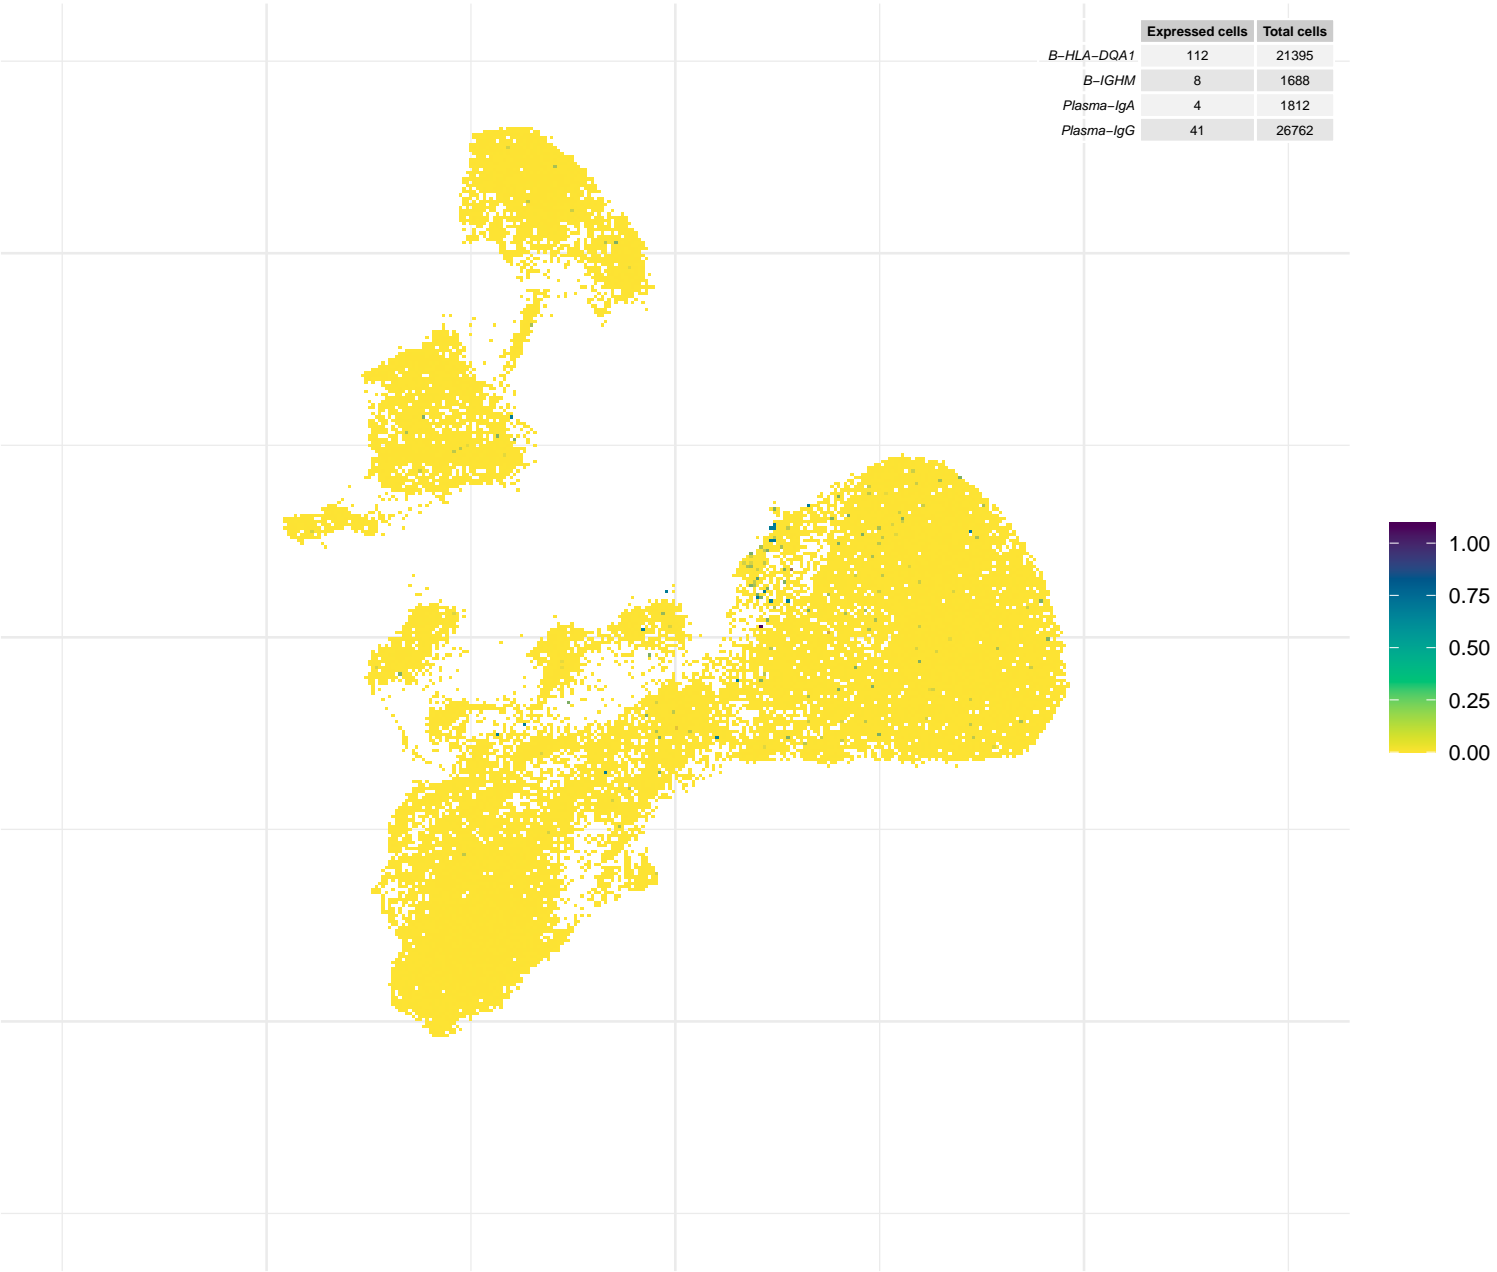 Expressed cells Total cells
B−HLA−DQA1 112 21395
B−IGHM 8 1688
Plasma−IgA 4 1812
Plasma−IgG 41 26762
1.00
0.75
0.50
0.25
0.00